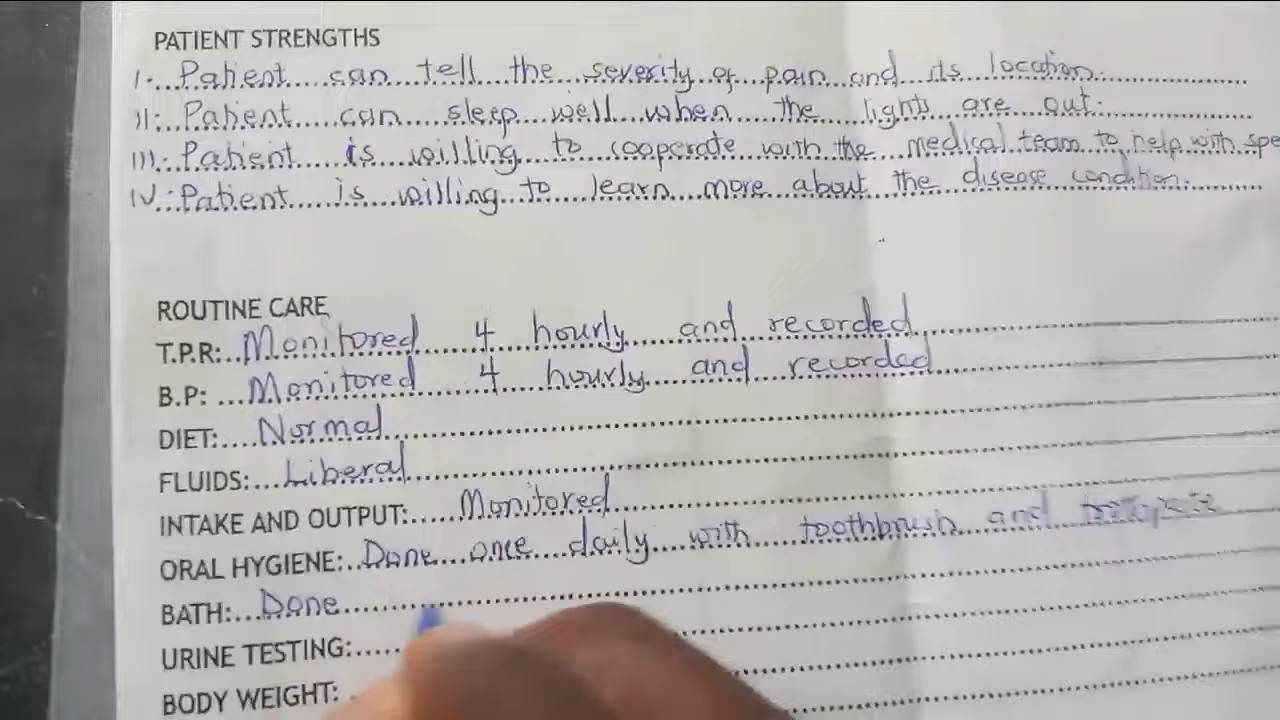 PATIENT STRENGTHS
I. Patient can tell the severity of pain and its location.
II. Patient can sleep well when the lights are out.
III. Patient is willing to cooperate with the medical team to help with spe
IV. Patient is willing to learn more about the disease condition.
ROUTINE CARE
T.P.R: Monitored 4 hourly and recorded
B.P: Monitored 4 hourly and recorded
DIET: Normal
FLUIDS: Liberal
INTAKE AND OUTPUT: Monitored
ORAL HYGIENE: Done once daily with toothbrush and
BATH: Done
URINE TESTING:
BODY WEIGHT: